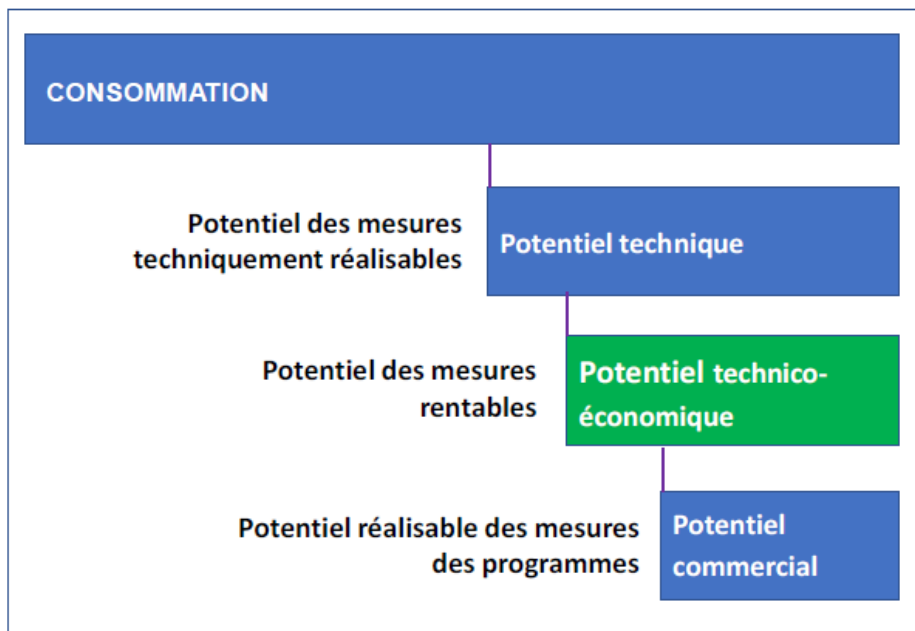 CONSOMMATION
Potentiel des mesures
techniquement réalisables
Potentiel technique
Potentiel des mesures
rentables
Potentiel technico-
économique
Potentiel réalisable des mesures
des programmes
Potentiel
commercial